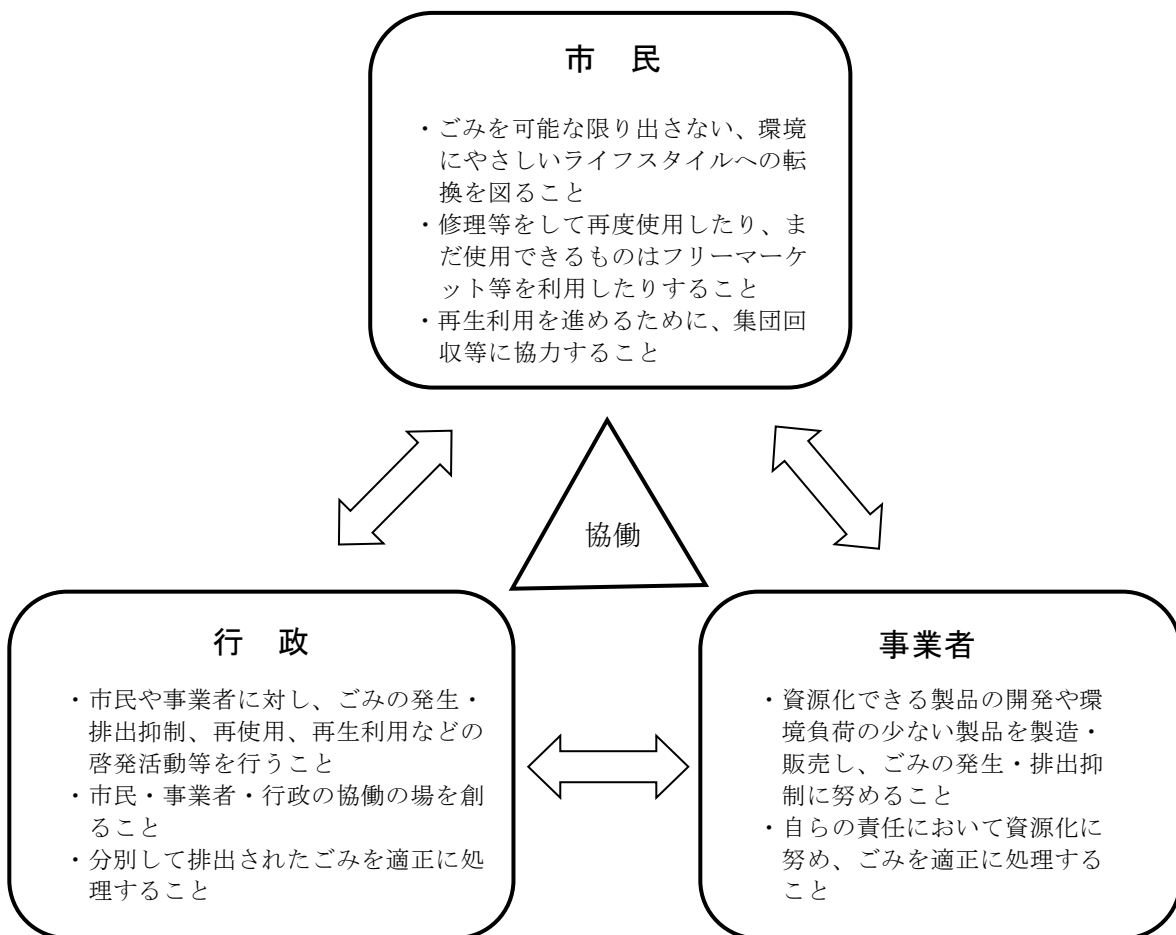 市　民
・ごみを可能な限り出さない、環境
にやさしいライフスタイルへの転
換を図ること
・修理等をして再度使用したり、ま
だ使用できるものはフリーマーケ
ット等を利用したりすること
・再生利用を進めるために、集団回
収等に協力すること
協働
行　政
・市民や事業者に対し、ごみの発生・
排出抑制、再使用、再生利用などの
啓発活動等を行うこと
・市民・事業者・行政の協働の場を創
ること
・分別して排出されたごみを適正に処
理すること
事業者
・資源化できる製品の開発や環
境負荷の少ない製品を製造・
販売し、ごみの発生・排出抑
制に努めること
・自らの責任において資源化に
努め、ごみを適正に処理する
こと